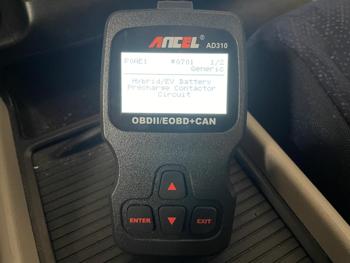 ANCEL
AD310
P0AE1 $0701 1/2
Generic
Hybrid/EV Battery
Precharge Contactor
Circuit
OBDII/EOBD+CAN
ENTER
EXIT